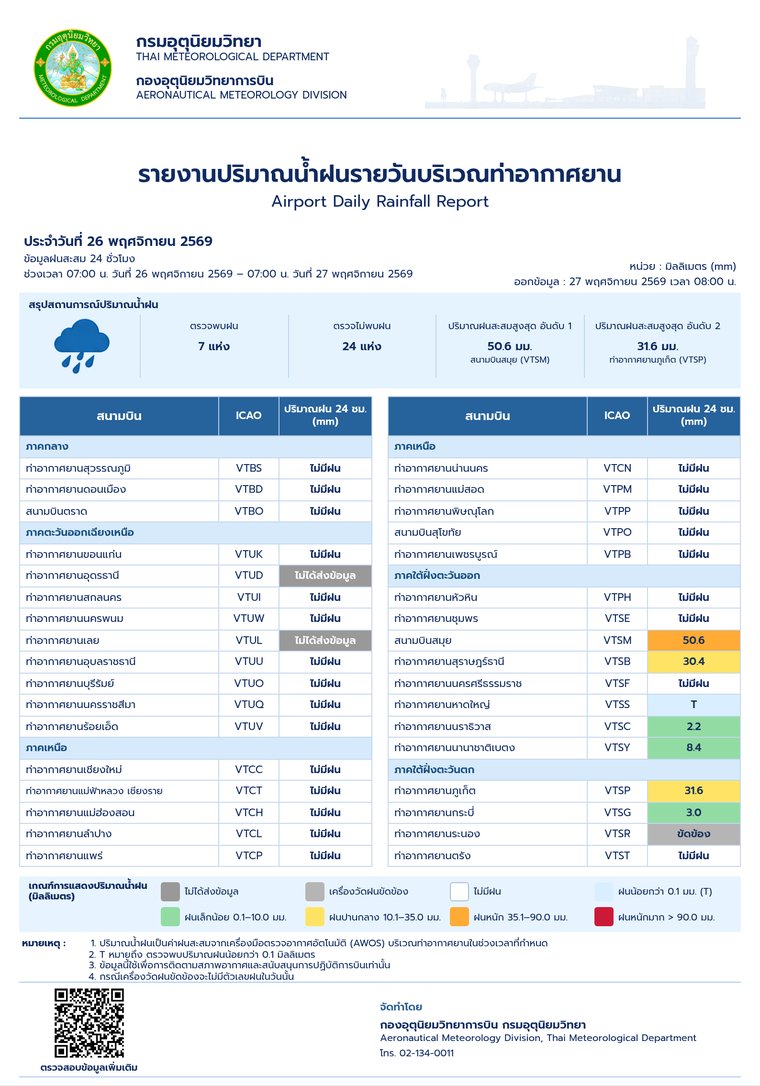 กรมอุตุนิยมวิทยา
METEOROLOGICAL DEPARTMENT
กรมอุตุนิยมวิทยา
THAI METEOROLOGICAL DEPARTMENT
กองอุตุนิยมวิทยาการบิน
AERONAUTICAL METEOROLOGY DIVISION
รายงานปริมาณน้ำฝนรายวันบริเวณท่าอากาศยาน
Airport Daily Rainfall Report
ประจำวันที่ 26 พฤศจิกายน 2569
ข้อมูลฝนสะสม 24 ชั่วโมง
ช่วงเวลา 07:00 น. วันที่ 26 พฤศจิกายน 2569 – 07:00 น. วันที่ 27 พฤศจิกายน 2569
หน่วย : มิลลิเมตร (mm)
ออกข้อมูล : 27 พฤศจิกายน 2569 เวลา 08:00 น.
สรุปสถานการณ์ปริมาณน้ำฝน
ตรวจพบฝน
7 แห่ง
ตรวจไม่พบฝน
24 แห่ง
ปริมาณฝนสะสมสูงสุด อันดับ 1
50.6 มม.
สนามบินสมุย (VTSM)
ปริมาณฝนสะสมสูงสุด อันดับ 2
31.6 มม.
ท่าอากาศยานภูเก็ต (VTSP)
สนามบิน ICAO ปริมาณฝน 24 ชม. (mm)
ภาคกลาง
ท่าอากาศยานสุวรรณภูมิ VTBS ไม่มีฝน
ท่าอากาศยานดอนเมือง VTBD ไม่มีฝน
สนามบินตราด VTBO ไม่มีฝน
ภาคตะวันออกเฉียงเหนือ
ท่าอากาศยานขอนแก่น VTUK ไม่มีฝน
ท่าอากาศยานอุดรธานี VTUD ไม่ได้ส่งข้อมูล
ท่าอากาศยานสกลนคร VTUI ไม่มีฝน
ท่าอากาศยานนครพนม VTUW ไม่มีฝน
ท่าอากาศยานเลย VTUL ไม่ได้ส่งข้อมูล
ท่าอากาศยานอุบลราชธานี VTUU ไม่มีฝน
ท่าอากาศยานบุรีรัมย์ VTUO ไม่มีฝน
ท่าอากาศยานนครราชสีมา VTUQ ไม่มีฝน
ท่าอากาศยานร้อยเอ็ด VTUV ไม่มีฝน
ภาคเหนือ
ท่าอากาศยานเชียงใหม่ VTCC ไม่มีฝน
ท่าอากาศยานแม่ฟ้าหลวง เชียงราย VTCT ไม่มีฝน
ท่าอากาศยานแม่ฮ่องสอน VTCH ไม่มีฝน
ท่าอากาศยานลำปาง VTCL ไม่มีฝน
ท่าอากาศยานแพร่ VTCP ไม่มีฝน
สนามบิน ICAO ปริมาณฝน 24 ชม. (mm)
ภาคเหนือ
ท่าอากาศยานน่านนคร VTCN ไม่มีฝน
ท่าอากาศยานแม่สอด VTPM ไม่มีฝน
ท่าอากาศยานพิษณุโลก VTPP ไม่มีฝน
สนามบินสุโขทัย VTPO ไม่มีฝน
ท่าอากาศยานเพชรบูรณ์ VTPB ไม่มีฝน
ภาคใต้ฝั่งตะวันออก
ท่าอากาศยานหัวหิน VTPH ไม่มีฝน
ท่าอากาศยานชุมพร VTSE ไม่มีฝน
สนามบินสมุย VTSM 50.6
ท่าอากาศยานสุราษฎร์ธานี VTSB 30.4
ท่าอากาศยานนครศรีธรรมราช VTSF ไม่มีฝน
ท่าอากาศยานหาดใหญ่ VTSS T
ท่าอากาศยานนราธิวาส VTSC 2.2
ท่าอากาศยานนานาชาติเบตง VTSY 8.4
ภาคใต้ฝั่งตะวันตก
ท่าอากาศยานภูเก็ต VTSP 31.6
ท่าอากาศยานกระบี่ VTSG 3.0
ท่าอากาศยานระนอง VTSR ขัดข้อง
ท่าอากาศยานตรัง VTST ไม่มีฝน
เกณฑ์การแสดงปริมาณน้ำฝน
(มิลลิเมตร)
ไม่ได้ส่งข้อมูล เครื่องวัดฝนขัดข้อง ไม่มีฝน ฝนน้อยกว่า 0.1 มม. (T)
ฝนเล็กน้อย 0.1–10.0 มม. ฝนปานกลาง 10.1–35.0 มม. ฝนหนัก 35.1–90.0 มม. ฝนหนักมาก > 90.0 มม.
หมายเหตุ : 1. ปริมาณน้ำฝนเป็นค่าฝนสะสมจากเครื่องมือตรวจอากาศอัตโนมัติ (AWOS) บริเวณท่าอากาศยานในช่วงเวลาที่กำหนด
2. T หมายถึง ตรวจพบปริมาณฝนน้อยกว่า 0.1 มิลลิเมตร
3. ข้อมูลนี้ใช้เพื่อการติดตามสภาพอากาศและสนับสนุนการปฏิบัติการบินเท่านั้น
4. กรณีเครื่องวัดฝนขัดข้องจะไม่มีตัวเลขฝนในวันนั้น
ตรวจสอบข้อมูลเพิ่มเติม
จัดทำโดย
กองอุตุนิยมวิทยาการบิน กรมอุตุนิยมวิทยา
Aeronautical Meteorology Division, Thai Meteorological Department
โทร. 02-134-0011